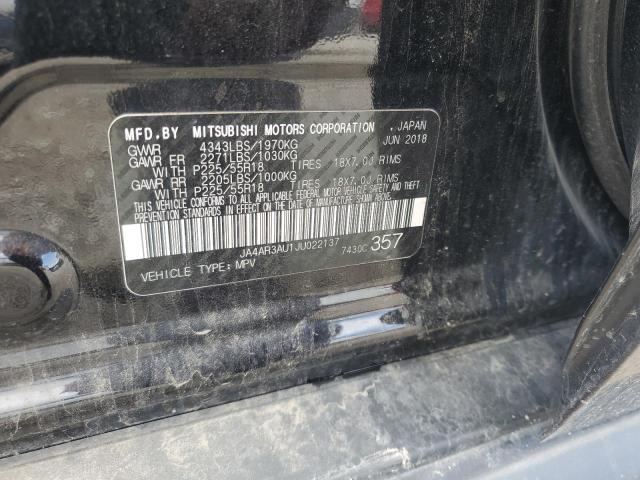 MFD.BY MITSUBISHI MOTORS CORPORATION , JAPAN
GVWR 4343LBS/1970KG JUN 2018
GAWR FR 2271LBS/1030KG
WITH P225/55R18 TIRES 18X7.0J RIMS
GAWR RR 2205LBS/1000KG
WITH P225/55R18 TIRES 18X7.0J RIMS
THIS VEHICLE CONFORMS TO ALL APPLICABLE U.S.FEDERAL MOTOR VEHICLE SAFETY AND THEFT
PREVENTION STANDARDS IN EFFECT ON THE DATE OF MANUFACTURE SHOWN ABOVE.
JA4AR3AU1JU022137 7430C 357
VEHICLE TYPE: MPV